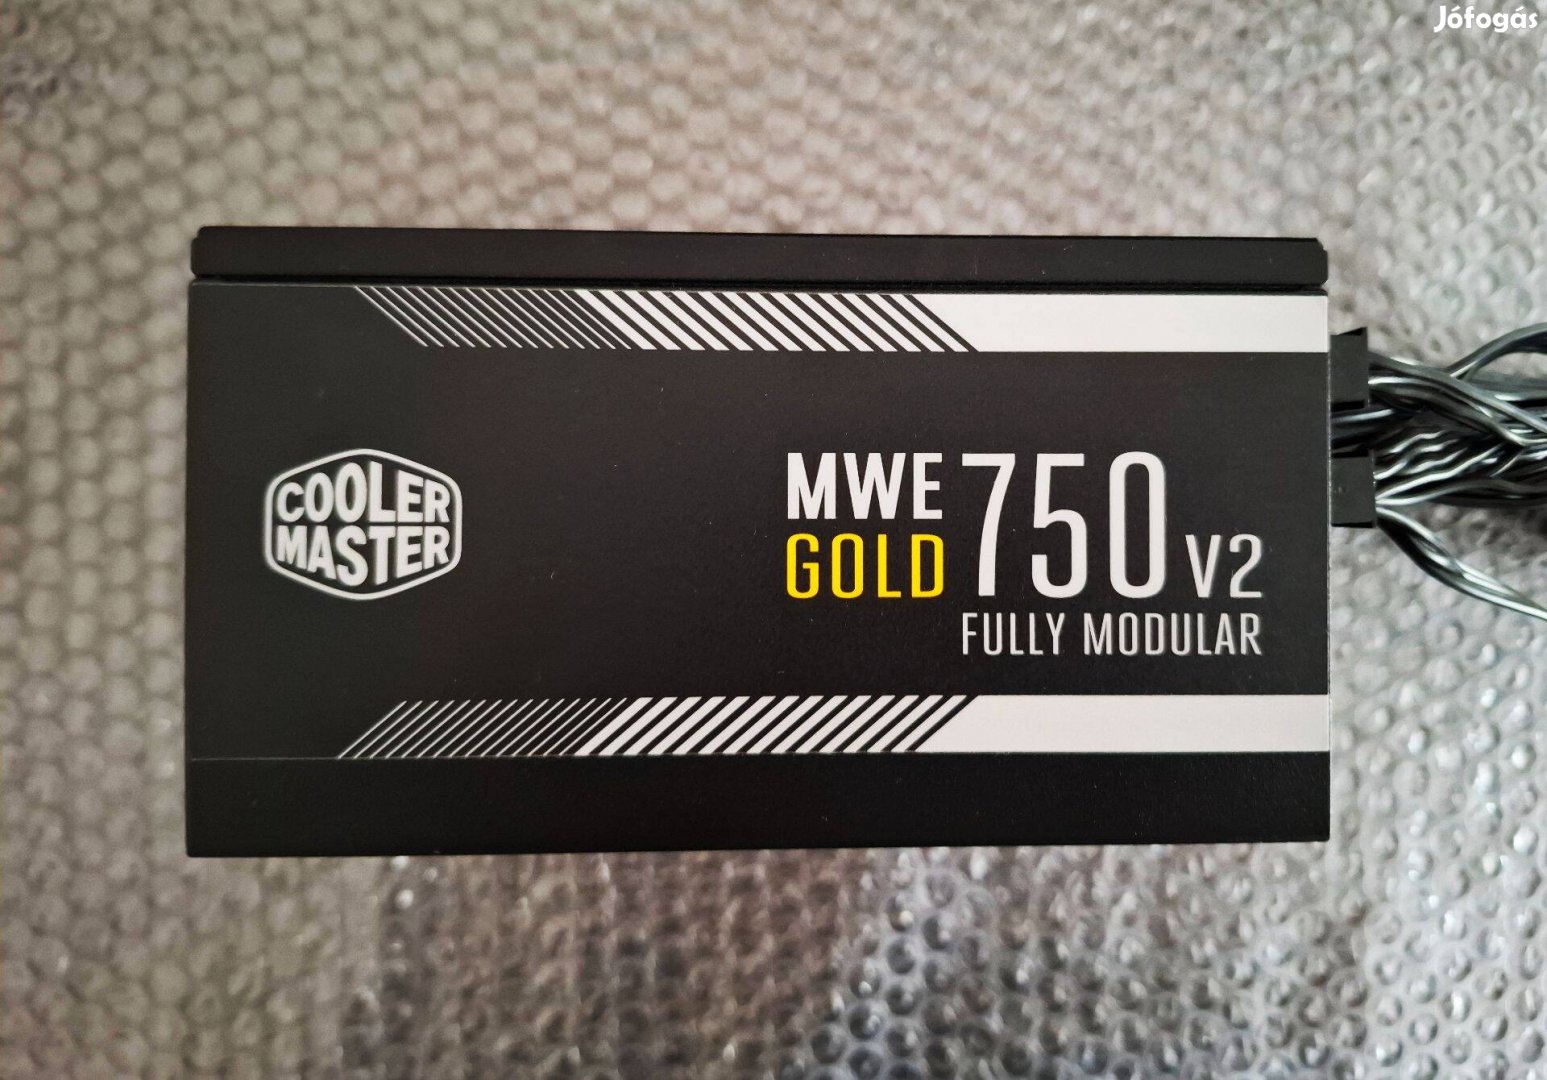 Jófogás
COOLER
MASTER
MWE 750 V2
GOLD
FULLY MODULAR